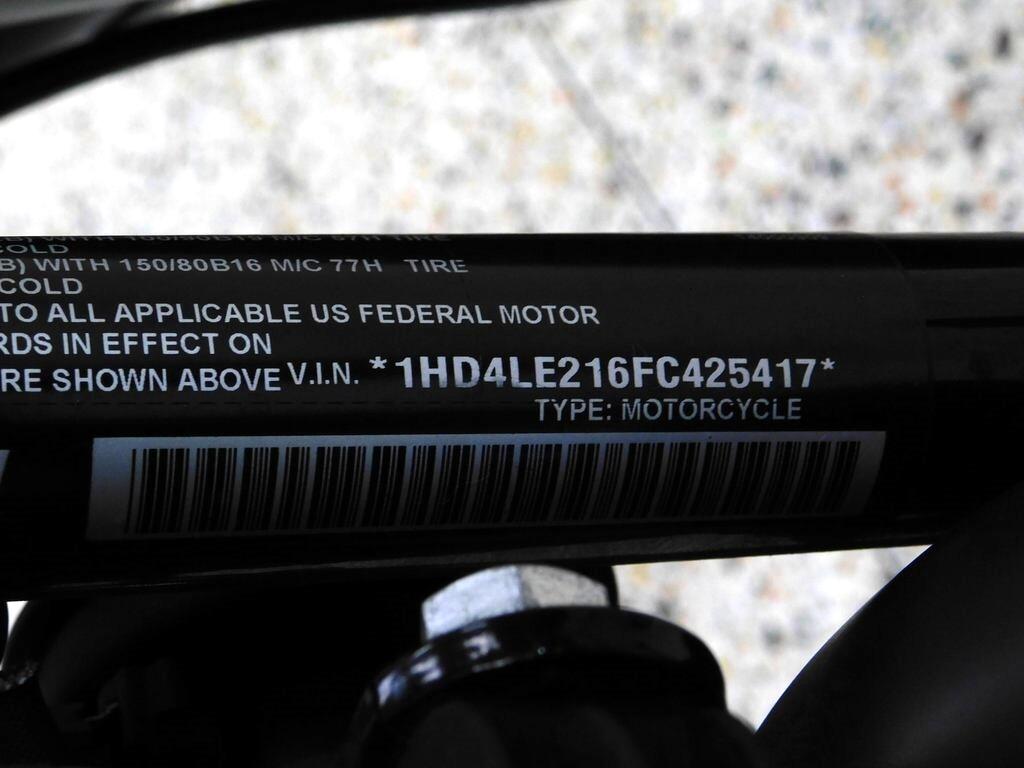 COLD
B) WITH 150/80B16 M/C 77H TIRE
COLD
TO ALL APPLICABLE US FEDERAL MOTOR
RDS IN EFFECT ON
RE SHOWN ABOVE V.I.N. *1HD4LE216FC425417*
TYPE: MOTORCYCLE